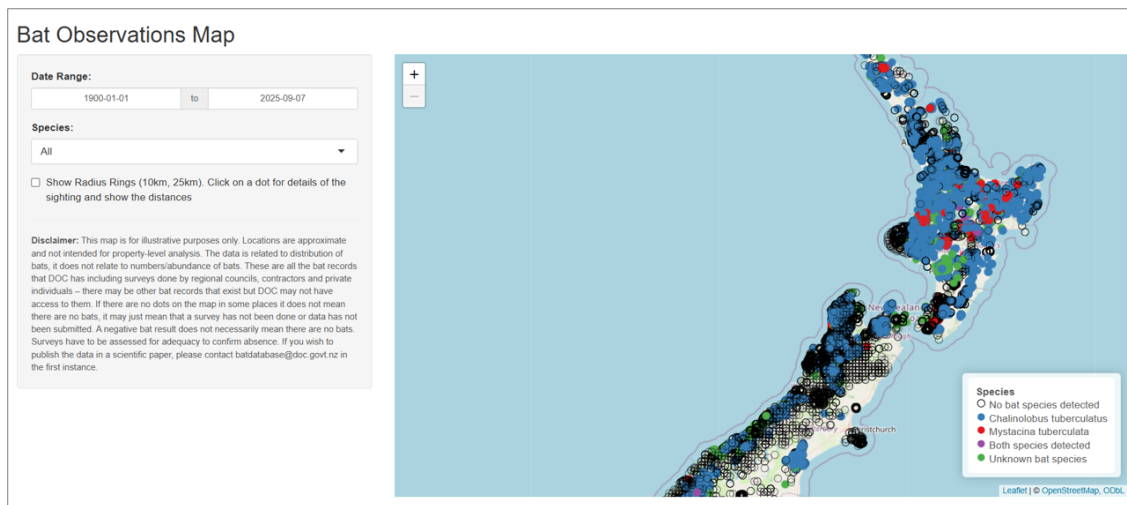 Bat Observations Map
Date Range:
1900-01-01 to 2025-09-07
Species:
All
Show Radius Rings (10km, 25km). Click on a dot for details of the
sighting and show the distances
Disclaimer: This map is for illustrative purposes only. Locations are approximate
and not intended for property-level analysis. The data is related to distribution of
bats, it does not relate to numbers/abundance of bats. These are all the bat records
that DOC has including surveys done by regional councils, contractors and private
individuals – there may be other bat records that exist but DOC may not have
access to them. If there are no dots on the map in some places it does not mean
there are no bats, it may just mean that a survey has not been done or data has not
been submitted. A negative bat result does not necessarily mean there are no bats.
Surveys have to be assessed for adequacy to confirm absence. If you wish to
publish the data in a scientific paper, please contact batdatabase@doc.govt.nz in
the first instance.
+
−
Species
No bat species detected
Chalinolobus tuberculatus
Mystacina tuberculata
Both species detected
Unknown bat species
Leaflet | © OpenStreetMap, ODbL